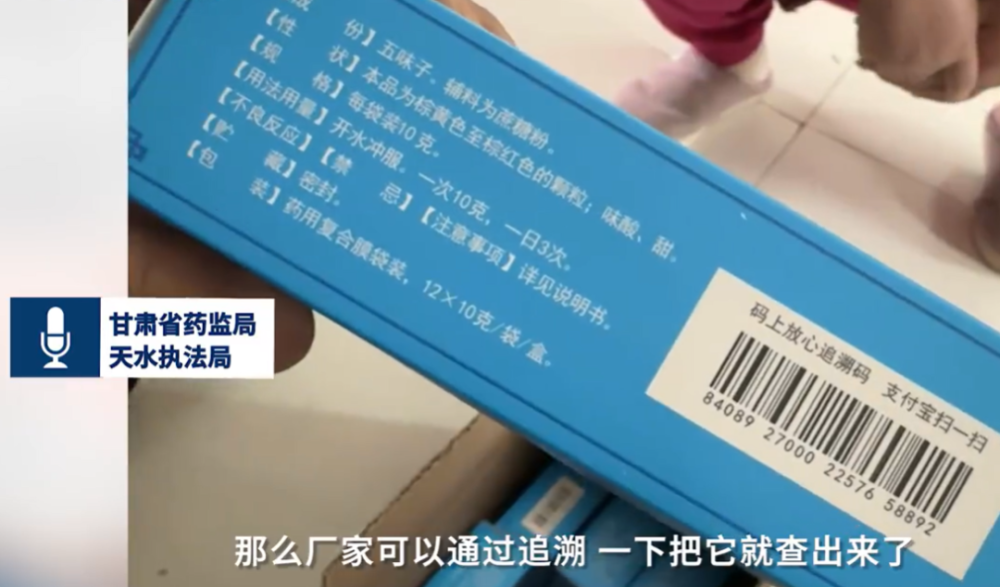 【成　份】五味子。辅料为蔗糖粉。
【性　状】本品为棕黄色至棕红色的颗粒；味酸、甜。
【规　格】每袋装10克。
【用法用量】开水冲服。一次10克，一日3次。
【不良反应】【禁　忌】【注意事项】详见说明书。
【贮　藏】密封。
【包　装】药用复合膜袋装，12×10克/袋/盒。
码上放心追溯码 支付宝扫一扫
84089 27000 22576 58892
甘肃省药监局
天水执法局
那么厂家可以通过追溯 一下把它就查出来了